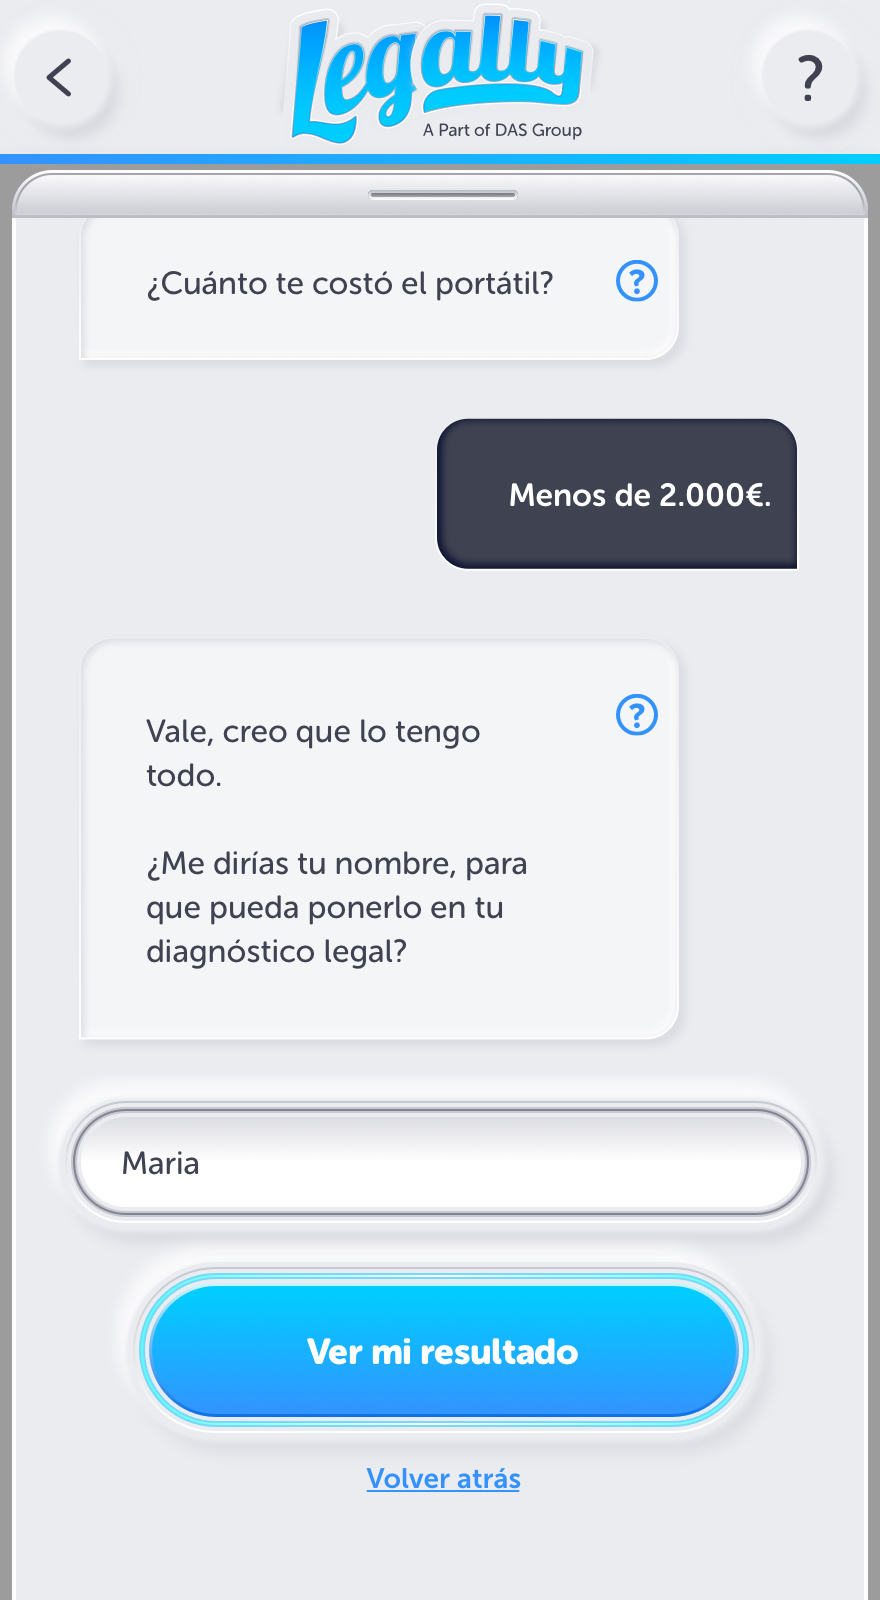 Legally
A Part of DAS Group
?
¿Cuánto te costó el portátil?
?
Menos de 2.000€.
Vale, creo que lo tengo
todo.
?
¿Me dirías tu nombre, para
que pueda ponerlo en tu
diagnóstico legal?
Maria
Ver mi resultado
Volver atrás